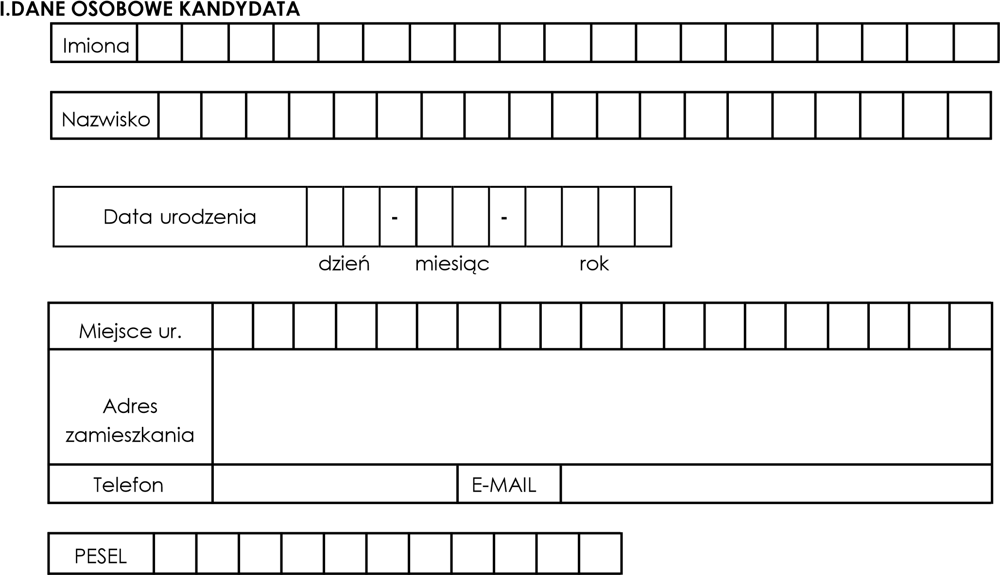 I.DANE OSOBOWE KANDYDATA
Imiona
Nazwisko
Data urodzenia - -
dzień miesiąc rok
Miejsce ur.
Adres
zamieszkania
Telefon E-MAIL
PESEL